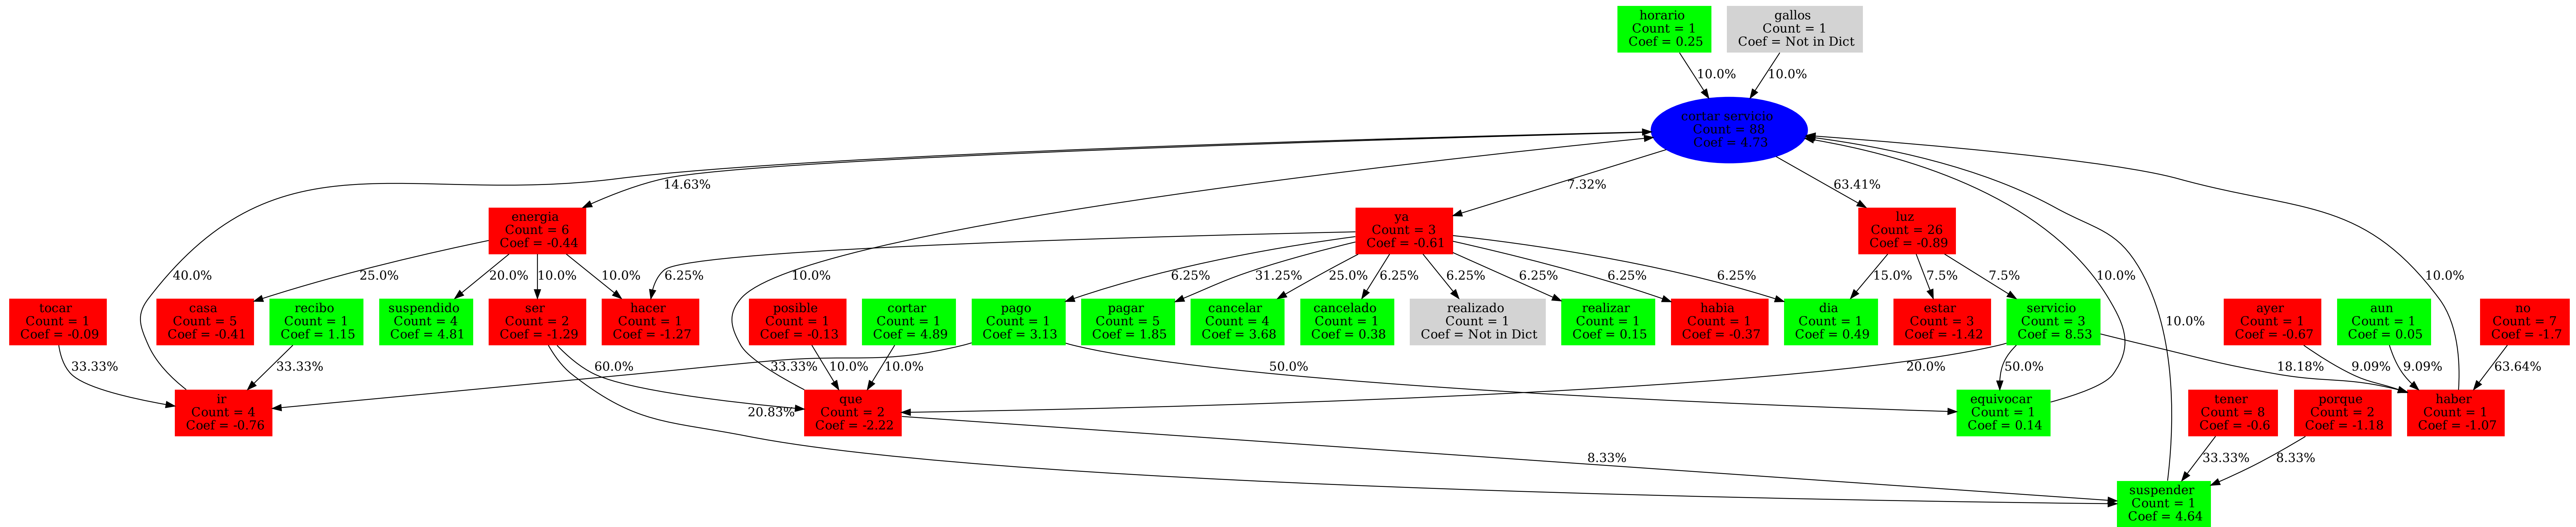 horario
Count = 1
Coef = 0.25
gallos
Count = 1
Coef = Not in Dict
10.0%
10.0%
cortar servicio
Count = 88
Coef = 4.73
14.63%
7.32%
63.41%
energia
Count = 6
Coef = -0.44
ya
Count = 3
Coef = -0.61
luz
Count = 26
Coef = -0.89
40.0%
25.0%
20.0%
10.0%
10.0%
6.25%
10.0%
6.25%
31.25%
25.0%
6.25%
6.25%
6.25%
6.25%
6.25%
15.0%
7.5%
7.5%
10.0%
10.0%
tocar
Count = 1
Coef = -0.09
casa
Count = 5
Coef = -0.41
recibo
Count = 1
Coef = 1.15
suspendido
Count = 4
Coef = 4.81
ser
Count = 2
Coef = -1.29
hacer
Count = 1
Coef = -1.27
posible
Count = 1
Coef = -0.13
cortar
Count = 1
Coef = 4.89
pago
Count = 1
Coef = 3.13
pagar
Count = 5
Coef = 1.85
cancelar
Count = 4
Coef = 3.68
cancelado
Count = 1
Coef = 0.38
realizado
Count = 1
Coef = Not in Dict
realizar
Count = 1
Coef = 0.15
habia
Count = 1
Coef = -0.37
dia
Count = 1
Coef = 0.49
estar
Count = 3
Coef = -1.42
servicio
Count = 3
Coef = 8.53
10.0%
ayer
Count = 1
Coef = -0.67
aun
Count = 1
Coef = 0.05
no
Count = 7
Coef = -1.7
33.33%
33.33%
60.0%
33.33%
10.0%
10.0%
50.0%
20.0%
50.0%
18.18%
9.09%
9.09%
63.64%
ir
Count = 4
Coef = -0.76
20.83%
que
Count = 2
Coef = -2.22
equivocar
Count = 1
Coef = 0.14
tener
Count = 8
Coef = -0.6
porque
Count = 2
Coef = -1.18
haber
Count = 1
Coef = -1.07
8.33%
33.33%
8.33%
suspender
Count = 1
Coef = 4.64